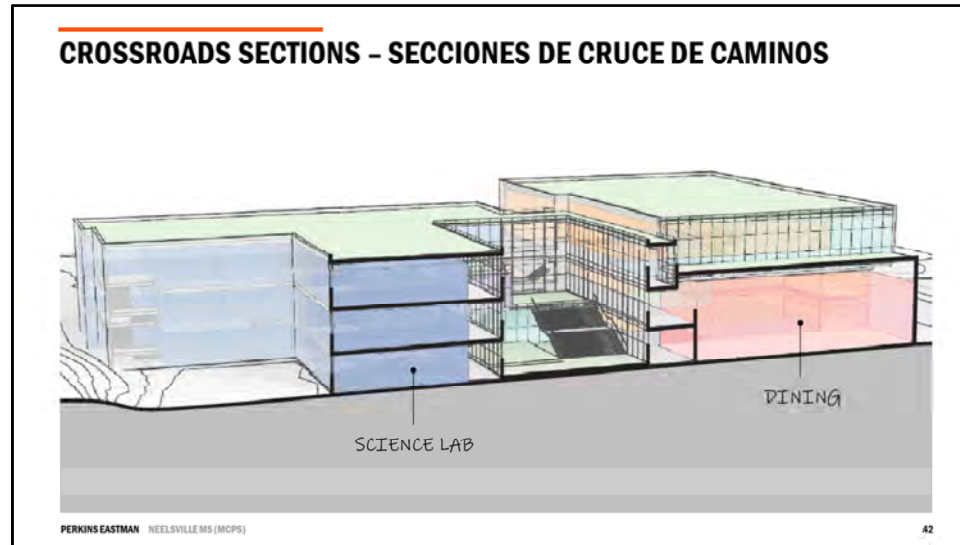 CROSSROADS SECTIONS – SECCIONES DE CRUCE DE CAMINOS
DINING
SCIENCE LAB
PERKINS EASTMAN NEELSVILLE MS (MCPS)
42